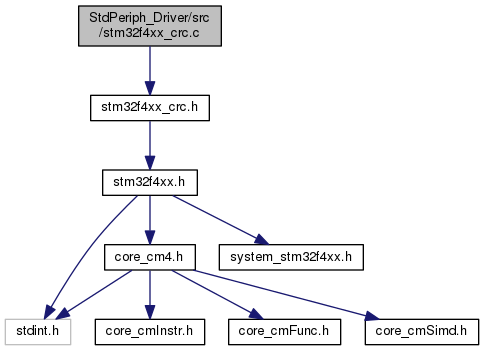 StdPeriph_Driver/src
/stm32f4xx_crc.c
stm32f4xx_crc.h
stm32f4xx.h
core_cm4.h
system_stm32f4xx.h
stdint.h
core_cmInstr.h
core_cmFunc.h
core_cmSimd.h